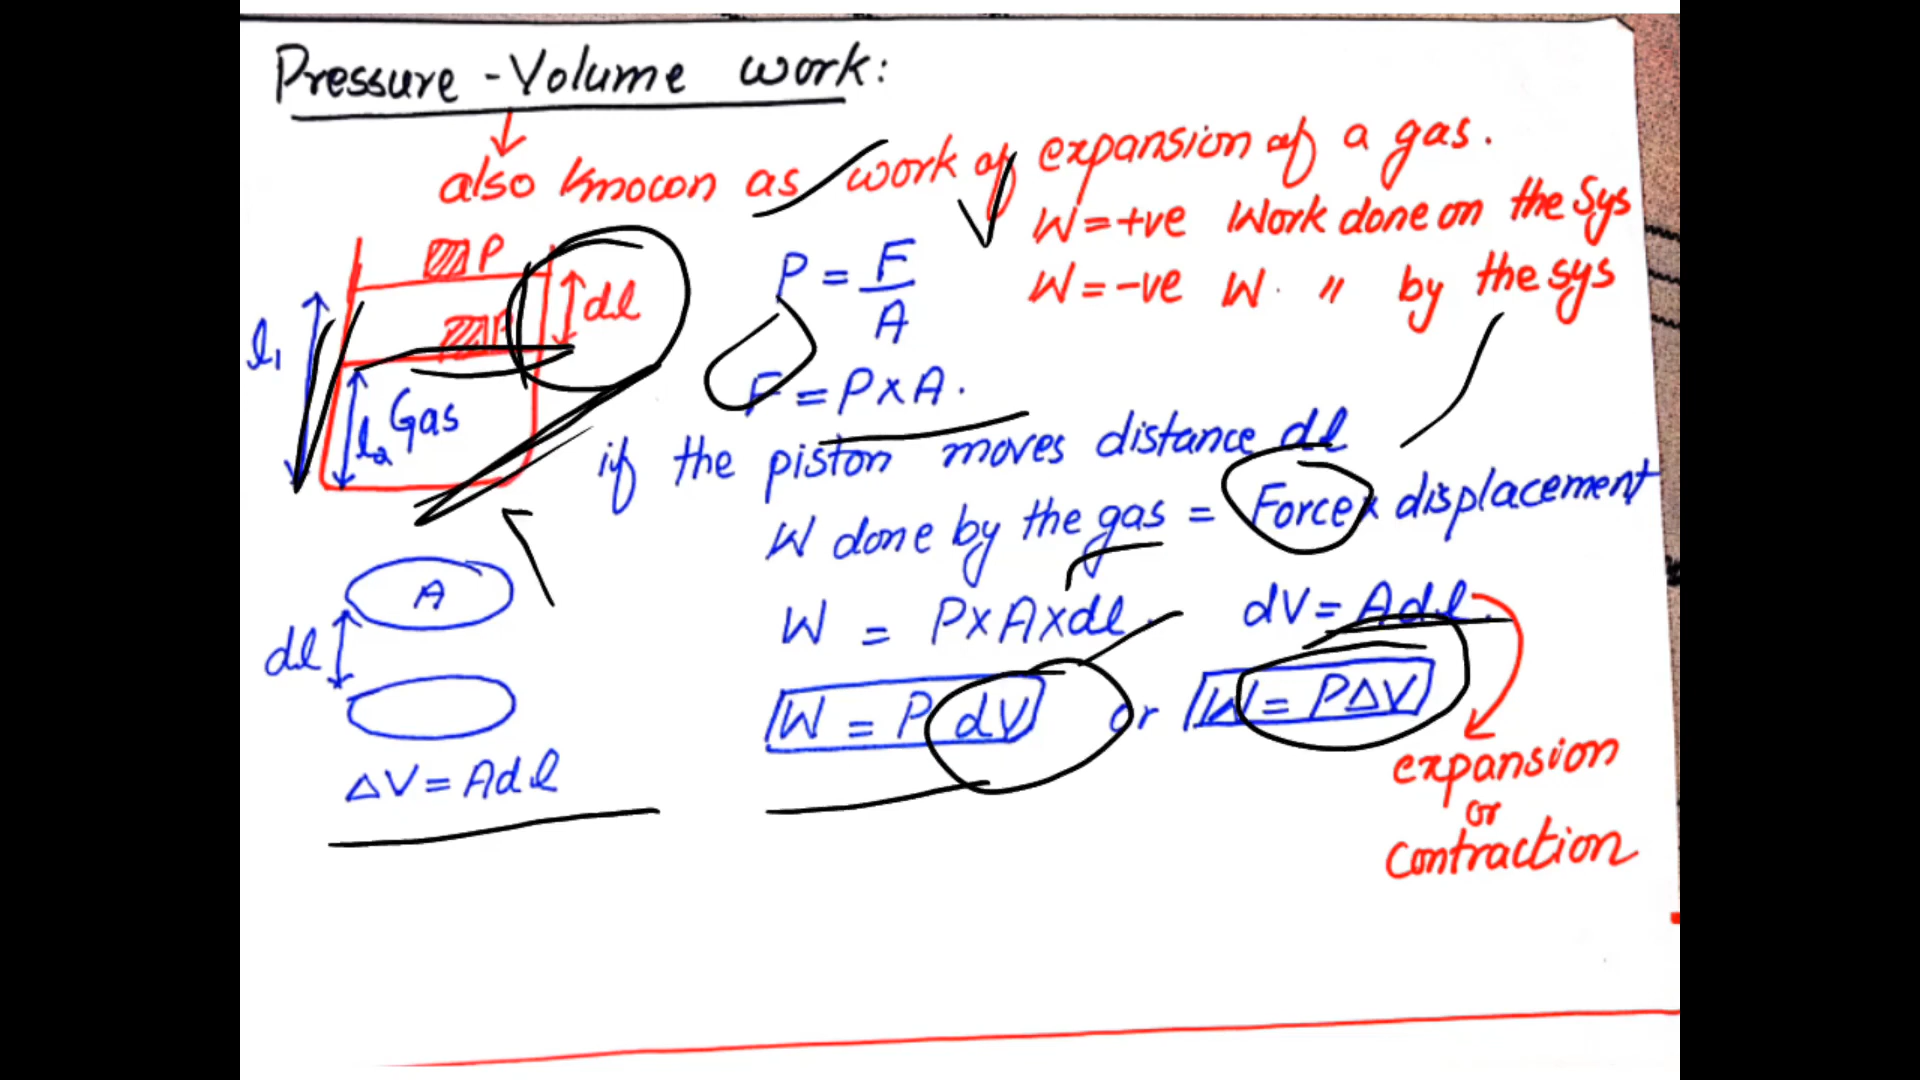 Pressure - Volume work:
also known as work of expansion of a gas.
W = +ve Work done on the Sys
W = -ve W. " by the sys
P
dl
P
l1
l2
Gas
P = F/A
F = P×A.
if the piston moves distance dl
W done by the gas = Force × displacement
A
dl
W = P×A×dl. dV = Adl.
W = P dV or W = PΔV
expansion
or
contraction
ΔV = Adl